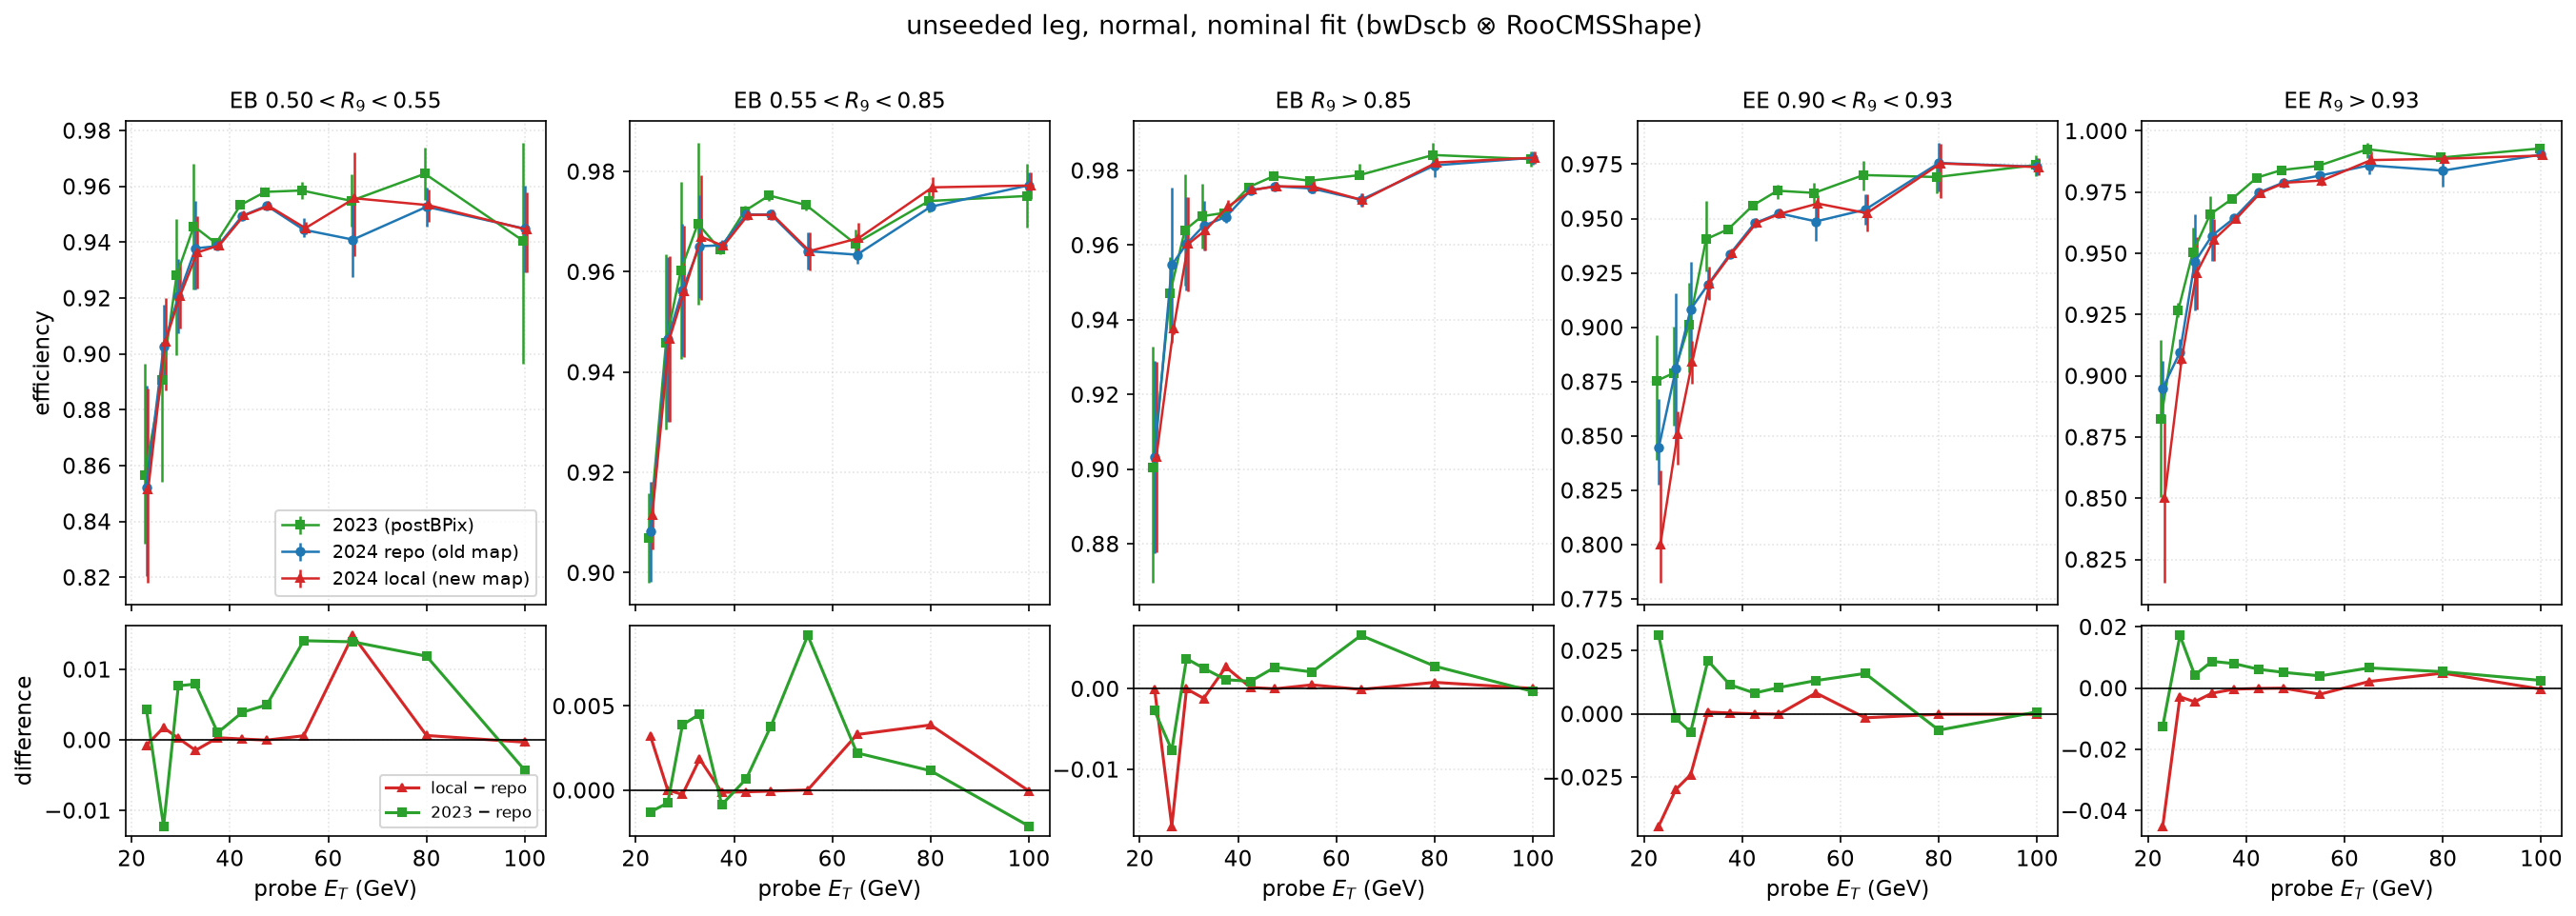 unseeded leg, normal, nominal fit (bwDscb ⊗ RooCMSShape)
EB 0.50 < R₉ < 0.55
EB 0.55 < R₉ < 0.85
EB R₉ > 0.85
EE 0.90 < R₉ < 0.93
EE R₉ > 0.93
efficiency
0.98
0.96
0.94
0.92
0.90
0.88
0.86
0.84
0.82
2023 (postBPix)
2024 repo (old map)
2024 local (new map)
0.98
0.96
0.94
0.92
0.90
0.98
0.96
0.94
0.92
0.90
0.88
0.975
0.950
0.925
0.900
0.875
0.850
0.825
0.800
0.775
1.000
0.975
0.950
0.925
0.900
0.875
0.850
0.825
difference
0.01
0.00
−0.01
local − repo
2023 − repo
20 40 60 80 100
probe E_T (GeV)
0.005
0.000
20 40 60 80 100
probe E_T (GeV)
0.00
−0.01
20 40 60 80 100
probe E_T (GeV)
0.025
0.000
−0.025
20 40 60 80 100
probe E_T (GeV)
0.02
0.00
−0.02
−0.04
20 40 60 80 100
probe E_T (GeV)